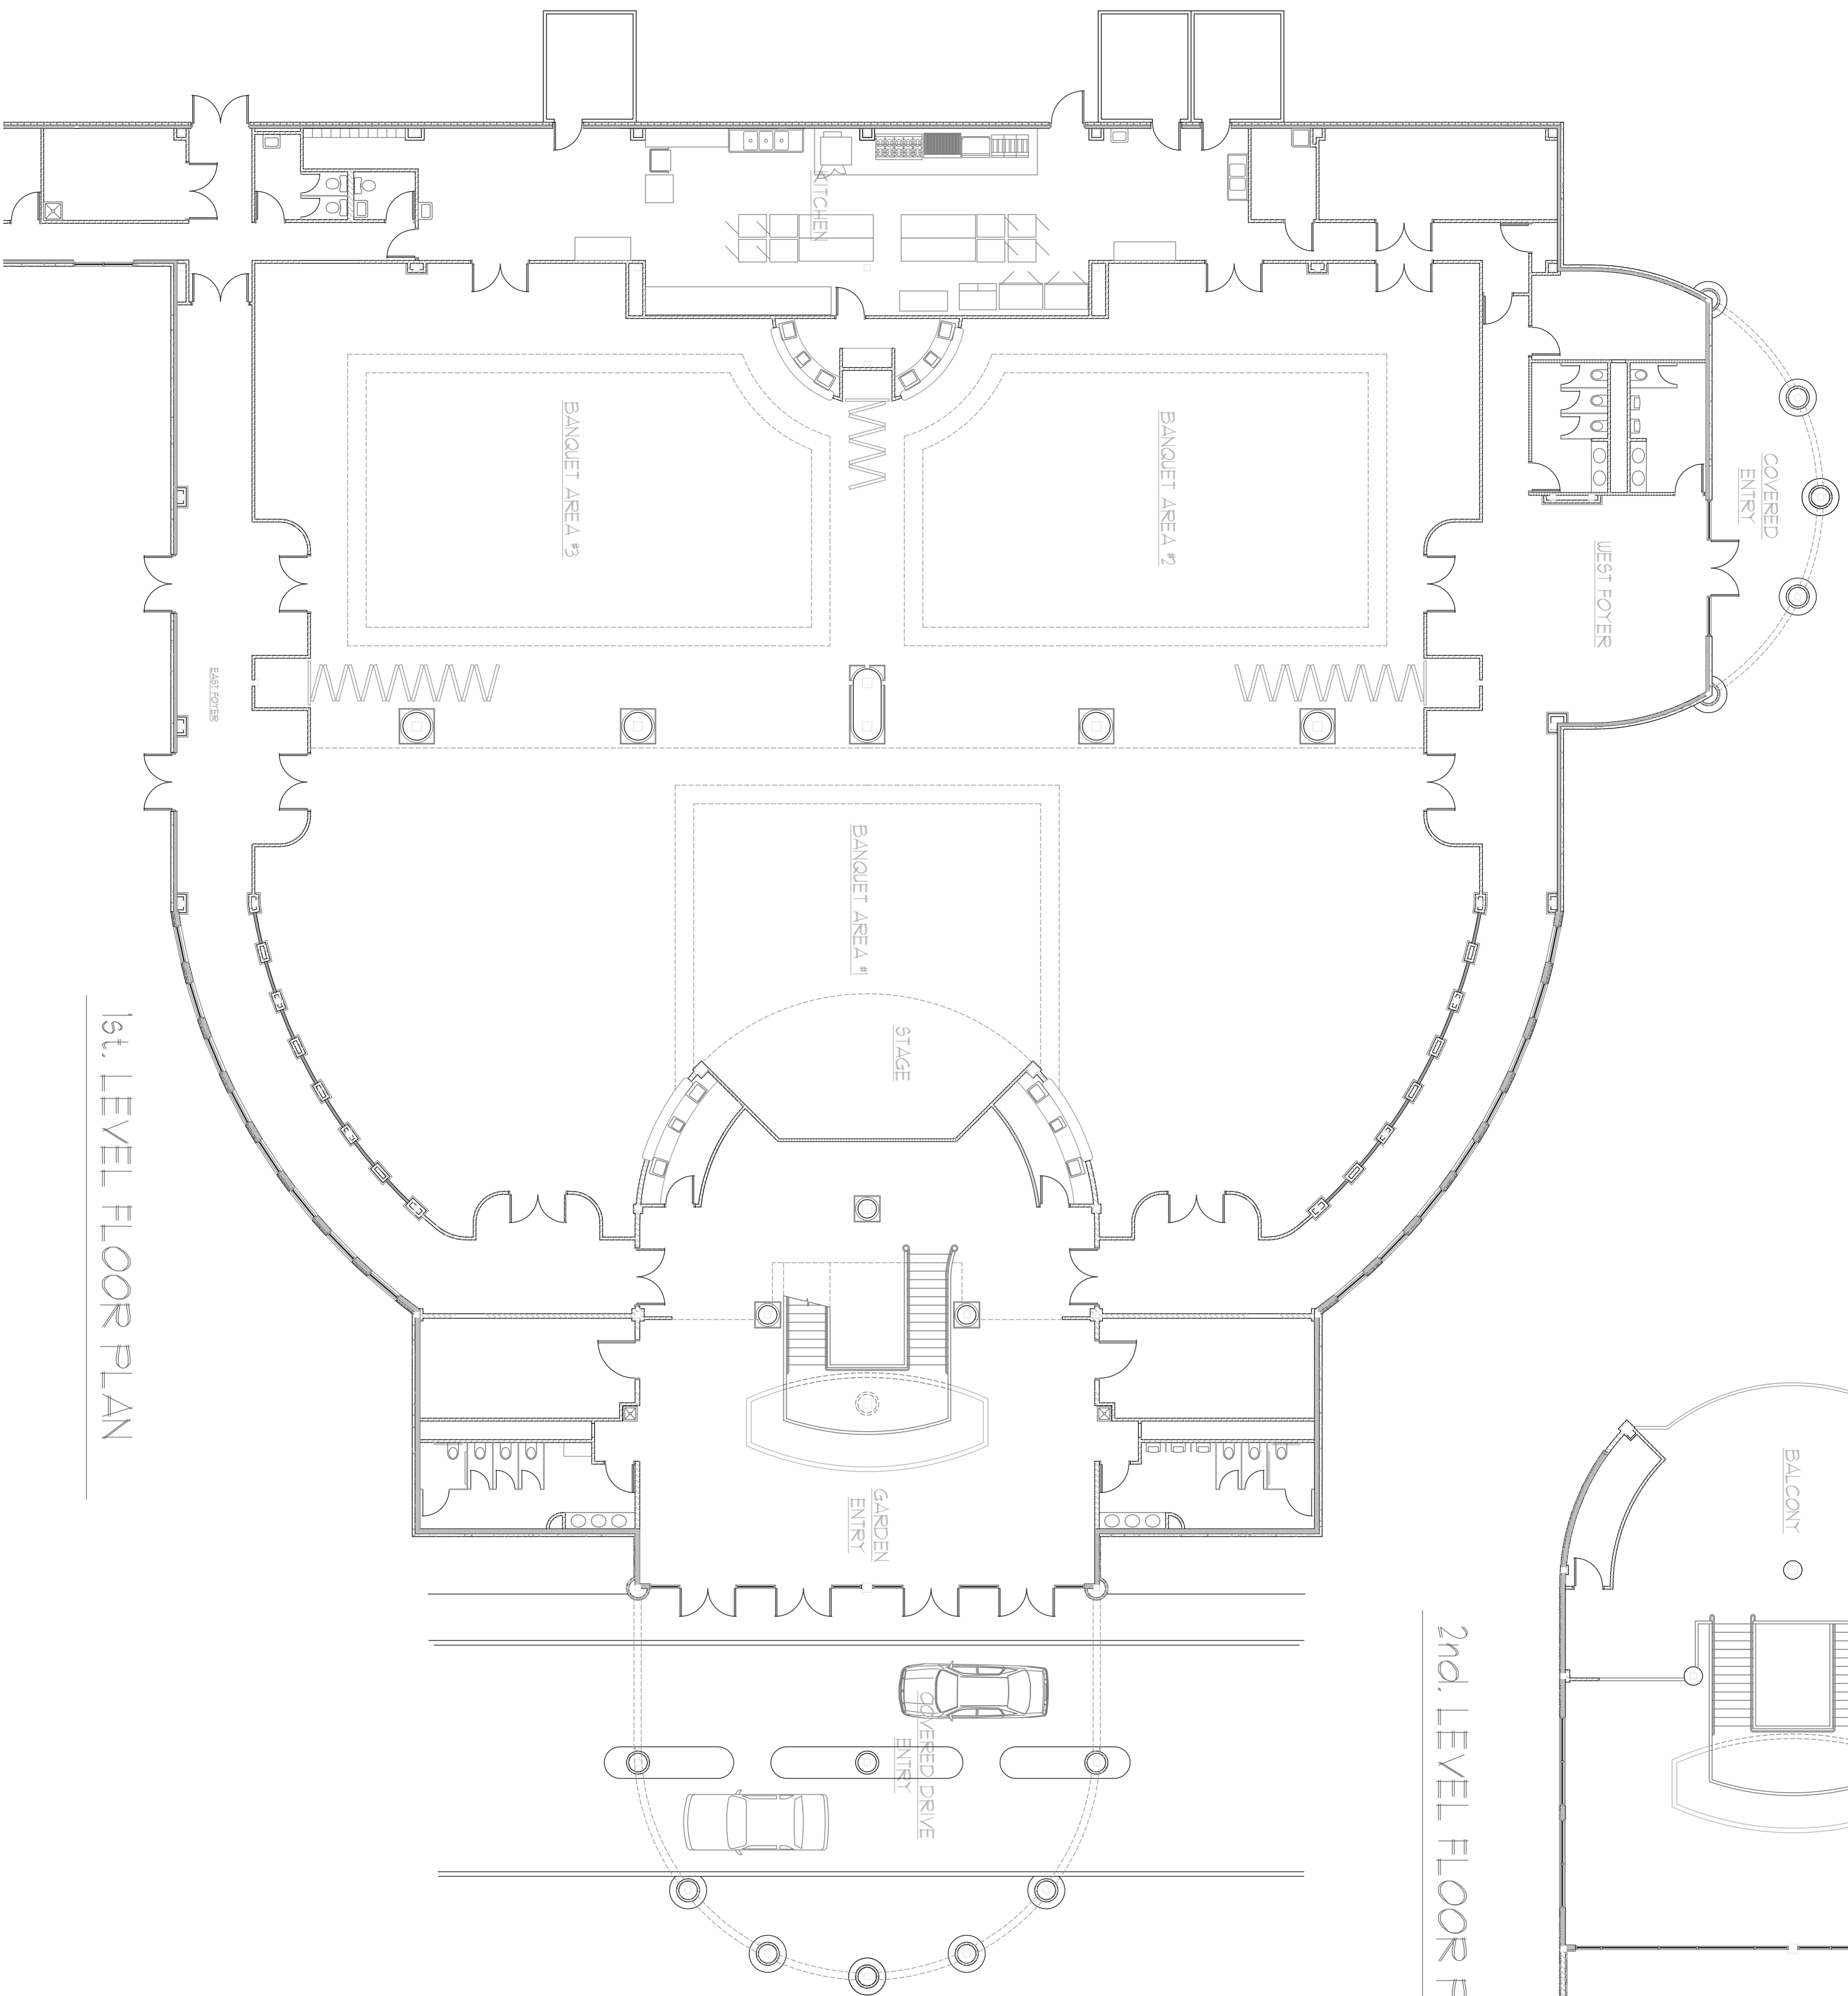 KITCHEN
BANQUET AREA #3
BANQUET AREA #2
COVERED
ENTRY
WEST FOYER
EAST FOYER
BANQUET AREA #1
STAGE
1st. LEVEL FLOOR PLAN
GARDEN
ENTRY
COVERED DRIVE
ENTRY
BALCONY
2nd. LEVEL FLOOR